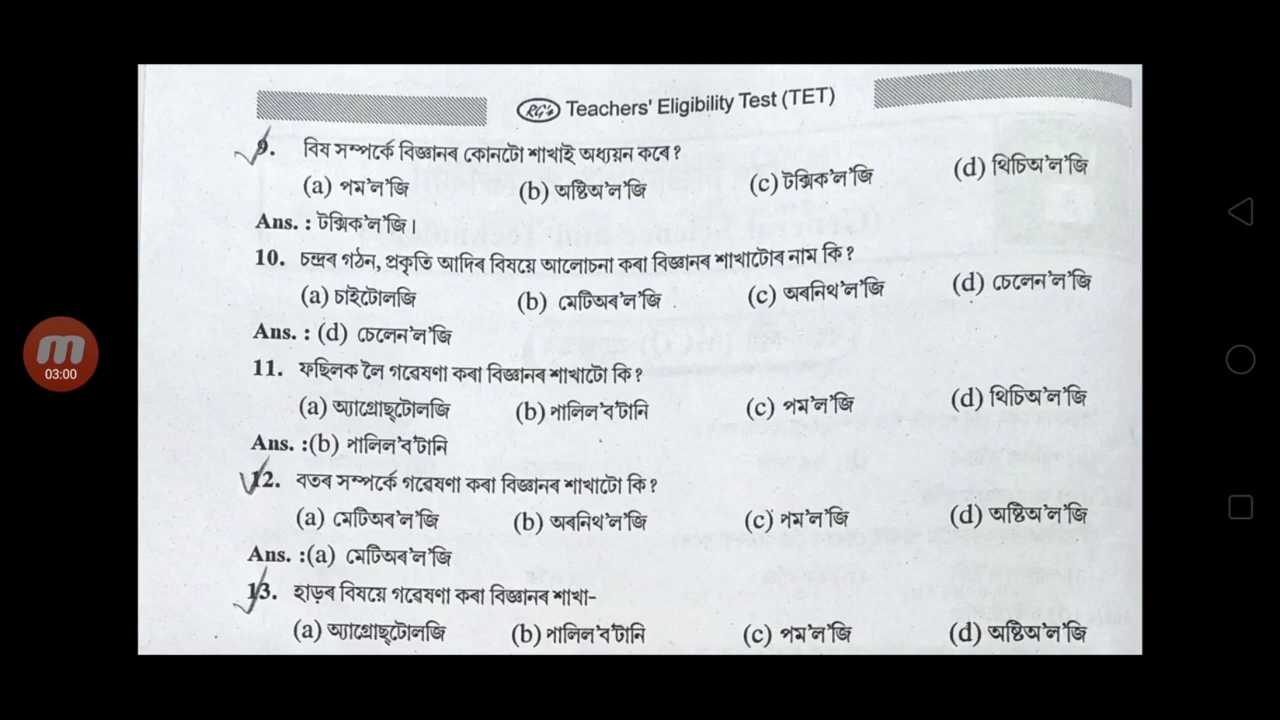 RG's Teachers' Eligibility Test (TET)
9. বিষ সম্পৰ্কে বিজ্ঞানৰ কোনটো শাখাই অধ্যয়ন কৰে?
(a) পম'ল'জি (b) অষ্টিঅ'ল'জি (c) টক্সিক'ল'জি (d) থিচিঅ'ল'জি
Ans. : টক্সিক'ল'জি।
10. চন্দ্ৰৰ গঠন, প্ৰকৃতি আদিৰ বিষয়ে আলোচনা কৰা বিজ্ঞানৰ শাখাটোৰ নাম কি?
(a) চাইটোলজি (b) মেটিঅৰ'ল'জি (c) অৰনিথ'ল'জি (d) চেলেন'ল'জি
Ans. : (d) চেলেন'ল'জি
11. ফছিলক লৈ গৱেষণা কৰা বিজ্ঞানৰ শাখাটো কি?
(a) অ্যাগ্ৰোছ্টোলজি (b) পালিল'ব'টানি (c) পম'ল'জি (d) থিচিঅ'ল'জি
Ans. :(b) পালিল'ব'টানি
12. বতৰ সম্পৰ্কে গৱেষণা কৰা বিজ্ঞানৰ শাখাটো কি?
(a) মেটিঅৰ'ল'জি (b) অৰনিথ'ল'জি (c) পম'ল'জি (d) অষ্টিঅ'ল'জি
Ans. :(a) মেটিঅৰ'ল'জি
13. হাড়ৰ বিষয়ে গৱেষণা কৰা বিজ্ঞানৰ শাখা-
(a) অ্যাগ্ৰোছ্টোলজি (b) পালিল'ব'টানি (c) পম'ল'জি (d) অষ্টিঅ'ল'জি
03:00